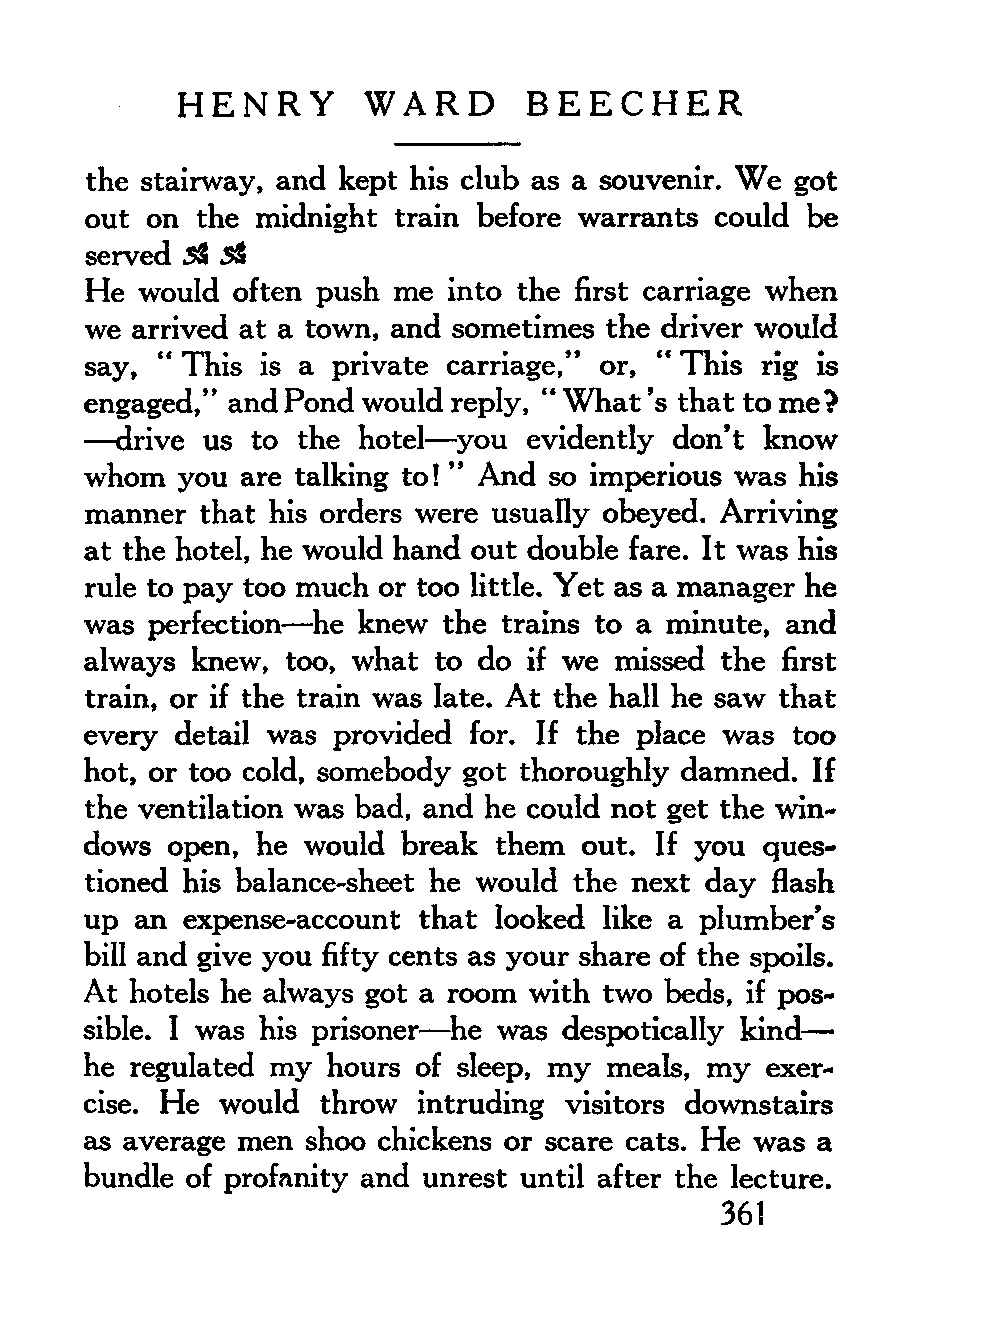 HENRY WARD BEECHER
the stairway, and kept his club as a souvenir. We got
out on the midnight train before warrants could be
served
He would often push me into the first carriage when
we arrived at a town, and sometimes the driver would
say, “ This is a private carriage,” or, “ This rig is
engaged,” and Pond would reply, “ What 's that to me?
—drive us to the hotel—you evidently don't know
whom you are talking to! ” And so imperious was his
manner that his orders were usually obeyed. Arriving
at the hotel, he would hand out double fare. It was his
rule to pay too much or too little. Yet as a manager he
was perfection—he knew the trains to a minute, and
always knew, too, what to do if we missed the first
train, or if the train was late. At the hall he saw that
every detail was provided for. If the place was too
hot, or too cold, somebody got thoroughly damned. If
the ventilation was bad, and he could not get the win-
dows open, he would break them out. If you ques-
tioned his balance-sheet he would the next day flash
up an expense-account that looked like a plumber's
bill and give you fifty cents as your share of the spoils.
At hotels he always got a room with two beds, if pos-
sible. I was his prisoner—he was despotically kind—
he regulated my hours of sleep, my meals, my exer-
cise. He would throw intruding visitors downstairs
as average men shoo chickens or scare cats. He was a
bundle of profanity and unrest until after the lecture.
361